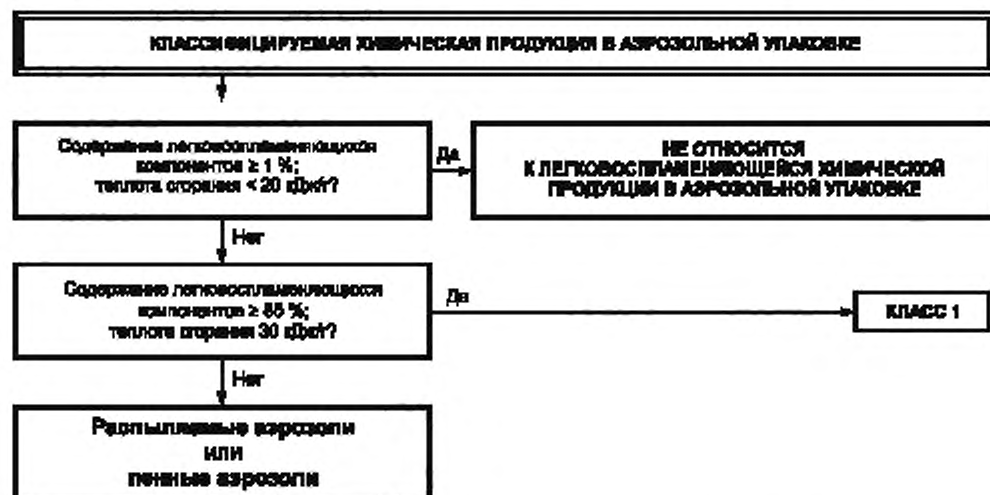 КЛАССИФИЦИРУЕМАЯ ХИМИЧЕСКАЯ ПРОДУКЦИЯ В АЭРОЗОЛЬНОЙ УПАКОВКЕ
Содержание легковоспламеняющихся
компонентов ≥ 1 %;
теплота сгорания < 20 кДж/г?
Да
НЕ ОТНОСИТСЯ
К ЛЕГКОВОСПЛАМЕНЯЮЩЕЙСЯ ХИМИЧЕСКОЙ
ПРОДУКЦИИ В АЭРОЗОЛЬНОЙ УПАКОВКЕ
Нет
Содержание легковоспламеняющихся
компонентов ≥ 85 %;
теплота сгорания 30 кДж/г?
Да
КЛАСС 1
Нет
Распыляемые аэрозоли
или
пенные аэрозоли